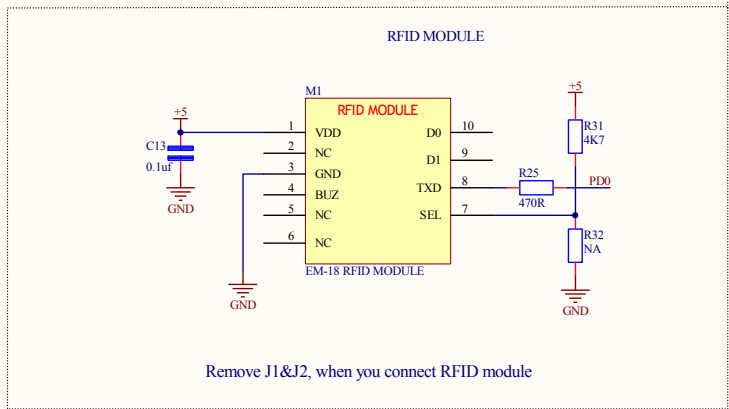 RFID MODULE
M1
RFID MODULE
+5
+5
1 VDD
D0 10
R31
4K7
C13
0.1uf
2 NC
D1 9
3 GND
R25
470R
PD0
4 BUZ
TXD 8
GND
5 NC
SEL 7
6 NC
R32
NA
EM-18 RFID MODULE
GND
GND
Remove J1&J2, when you connect RFID module